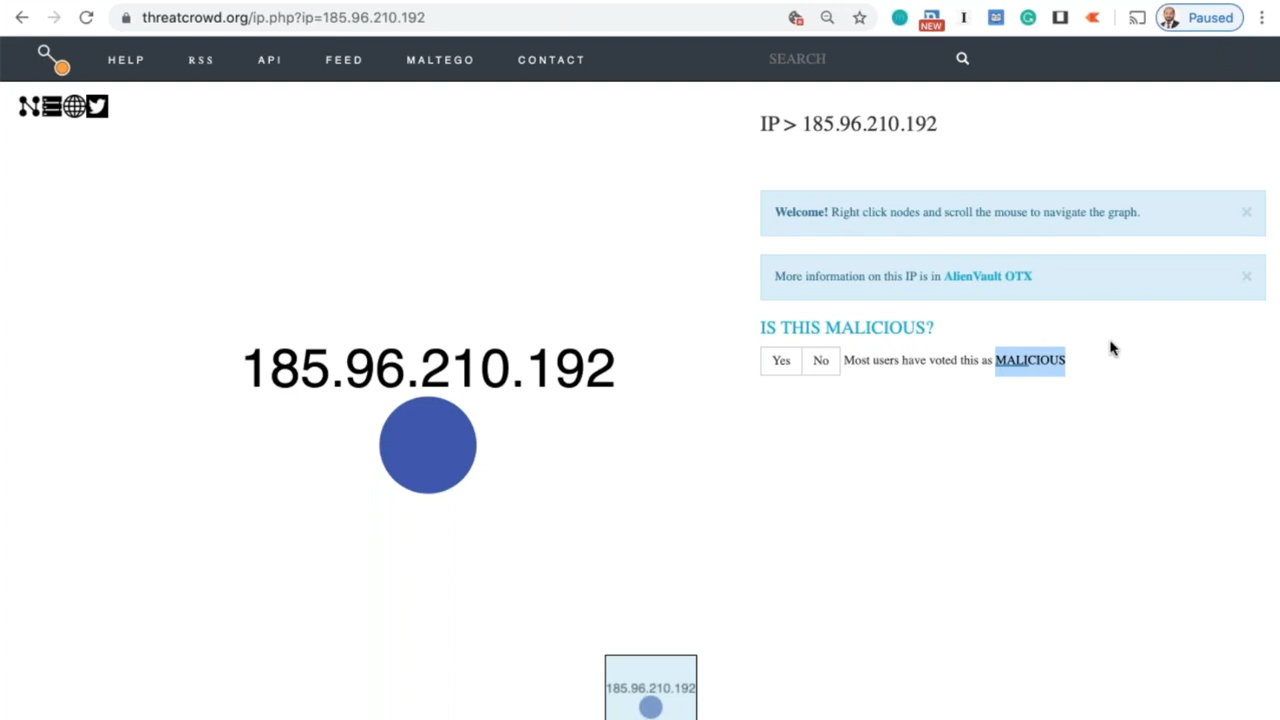 threatcrowd.org/ip.php?ip=185.96.210.192
NEW
Paused
HELP RSS API FEED MALTEGO CONTACT SEARCH
IP > 185.96.210.192
Welcome! Right click nodes and scroll the mouse to navigate the graph. ×
More information on this IP is in AlienVault OTX ×
IS THIS MALICIOUS?
Yes No Most users have voted this as MALICIOUS
185.96.210.192
185.96.210.192